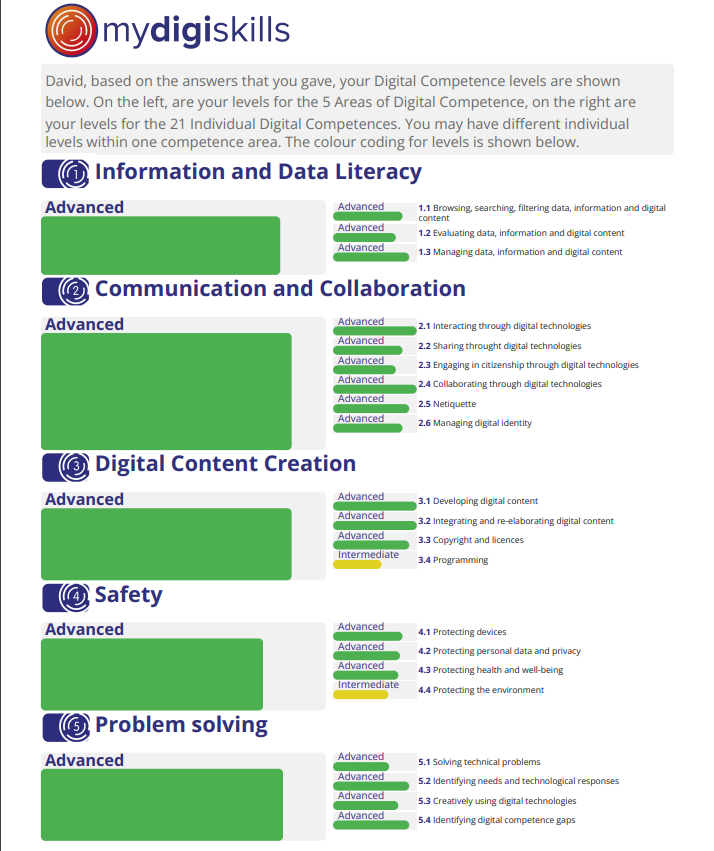 mydigiskills
David, based on the answers that you gave, your Digital Competence levels are shown
below. On the left, are your levels for the 5 Areas of Digital Competence, on the right are
your levels for the 21 Individual Digital Competences. You may have different individual
levels within one competence area. The colour coding for levels is shown below.
1 Information and Data Literacy
Advanced
Advanced 1.1 Browsing, searching, filtering data, information and digital
content
Advanced 1.2 Evaluating data, information and digital content
Advanced 1.3 Managing data, information and digital content
2 Communication and Collaboration
Advanced
Advanced 2.1 Interacting through digital technologies
Advanced 2.2 Sharing throught digital technologies
Advanced 2.3 Engaging in citizenship through digital technologies
Advanced 2.4 Collaborating through digital technologies
Advanced 2.5 Netiquette
Advanced 2.6 Managing digital identity
3 Digital Content Creation
Advanced
Advanced 3.1 Developing digital content
Advanced 3.2 Integrating and re-elaborating digital content
Advanced 3.3 Copyright and licences
Intermediate 3.4 Programming
4 Safety
Advanced
Advanced 4.1 Protecting devices
Advanced 4.2 Protecting personal data and privacy
Advanced 4.3 Protecting health and well-being
Intermediate 4.4 Protecting the environment
5 Problem solving
Advanced
Advanced 5.1 Solving technical problems
Advanced 5.2 Identifying needs and technological responses
Advanced 5.3 Creatively using digital technologies
Advanced 5.4 Identifying digital competence gaps